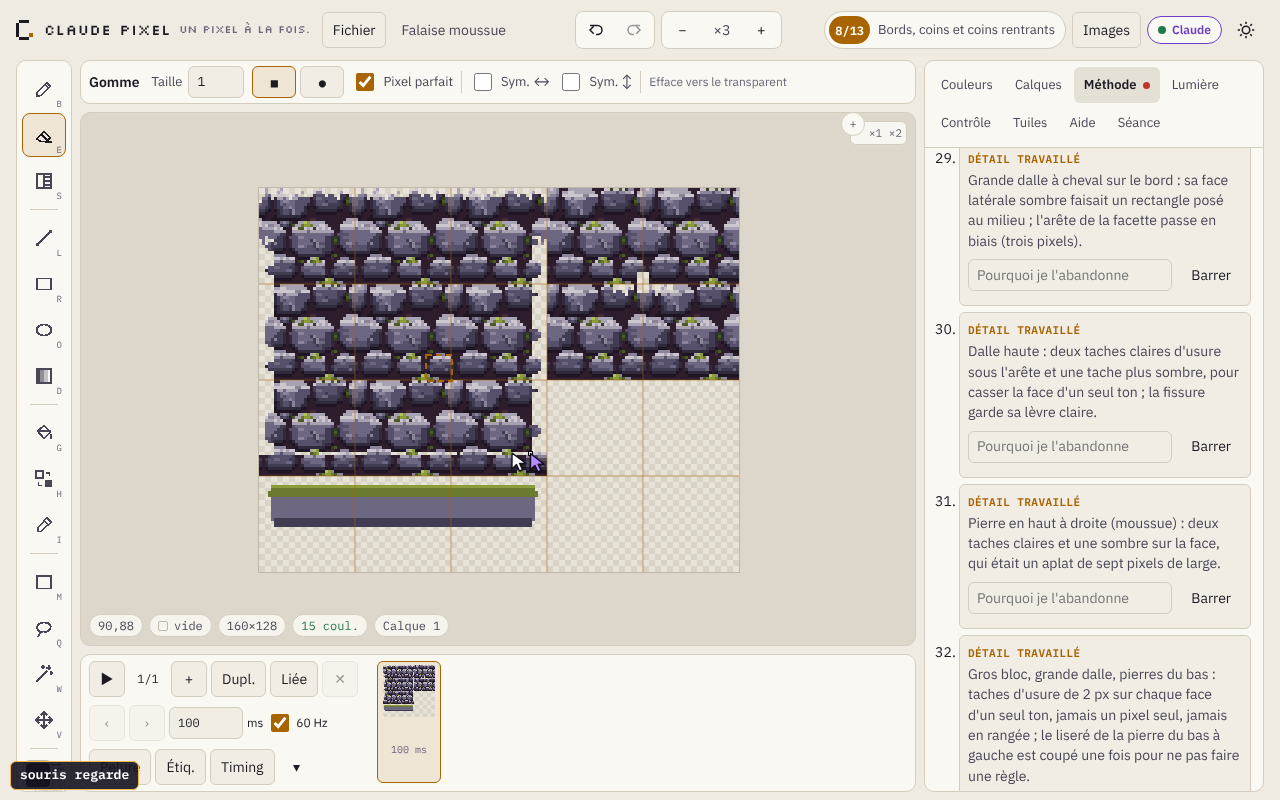 CLAUDE PIXEL UN PIXEL À LA FOIS.
Fichier
Falaise moussue
− ×3 +
8/13 Bords, coins et coins rentrants
Images
Claude
B
E
S
L
R
O
D
G
H
I
M
Q
W
V
Gomme Taille 1
Pixel parfait
Sym. ↔
Sym. ↕
Efface vers le transparent
+ ×1 ×2
90,88
vide
160×128
15 coul.
Calque 1
1/1 + Dupl. Liée ×
‹ › 100 ms 60 Hz
Étiq. Timing ▼
100 ms
souris regarde
Couleurs Calques Méthode Lumière
Contrôle Tuiles Aide Séance
29. DÉTAIL TRAVAILLÉ
Grande dalle à cheval sur le bord : sa face
latérale sombre faisait un rectangle posé
au milieu ; l'arête de la facette passe en
biais (trois pixels).
Pourquoi je l'abandonne Barrer
30. DÉTAIL TRAVAILLÉ
Dalle haute : deux taches claires d'usure
sous l'arête et une tache plus sombre, pour
casser la face d'un seul ton ; la fissure
garde sa lèvre claire.
Pourquoi je l'abandonne Barrer
31. DÉTAIL TRAVAILLÉ
Pierre en haut à droite (moussue) : deux
taches claires et une sombre sur la face,
qui était un aplat de sept pixels de large.
Pourquoi je l'abandonne Barrer
32. DÉTAIL TRAVAILLÉ
Gros bloc, grande dalle, pierres du bas :
taches d'usure de 2 px sur chaque face
d'un seul ton, jamais un pixel seul, jamais
en rangée ; le liseré de la pierre du bas à
gauche est coupé une fois pour ne pas faire
une règle.